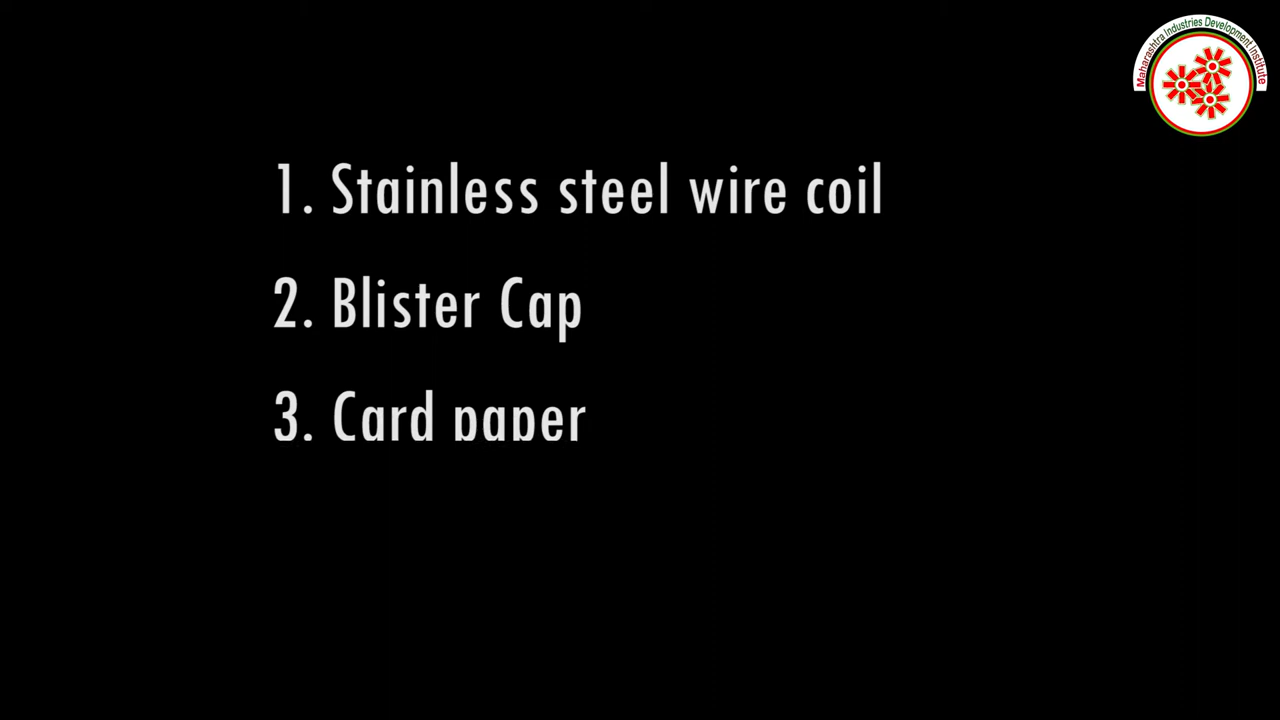 Maharashtra Industries Development Institute
1. Stainless steel wire coil
2. Blister Cap
3. Card paper